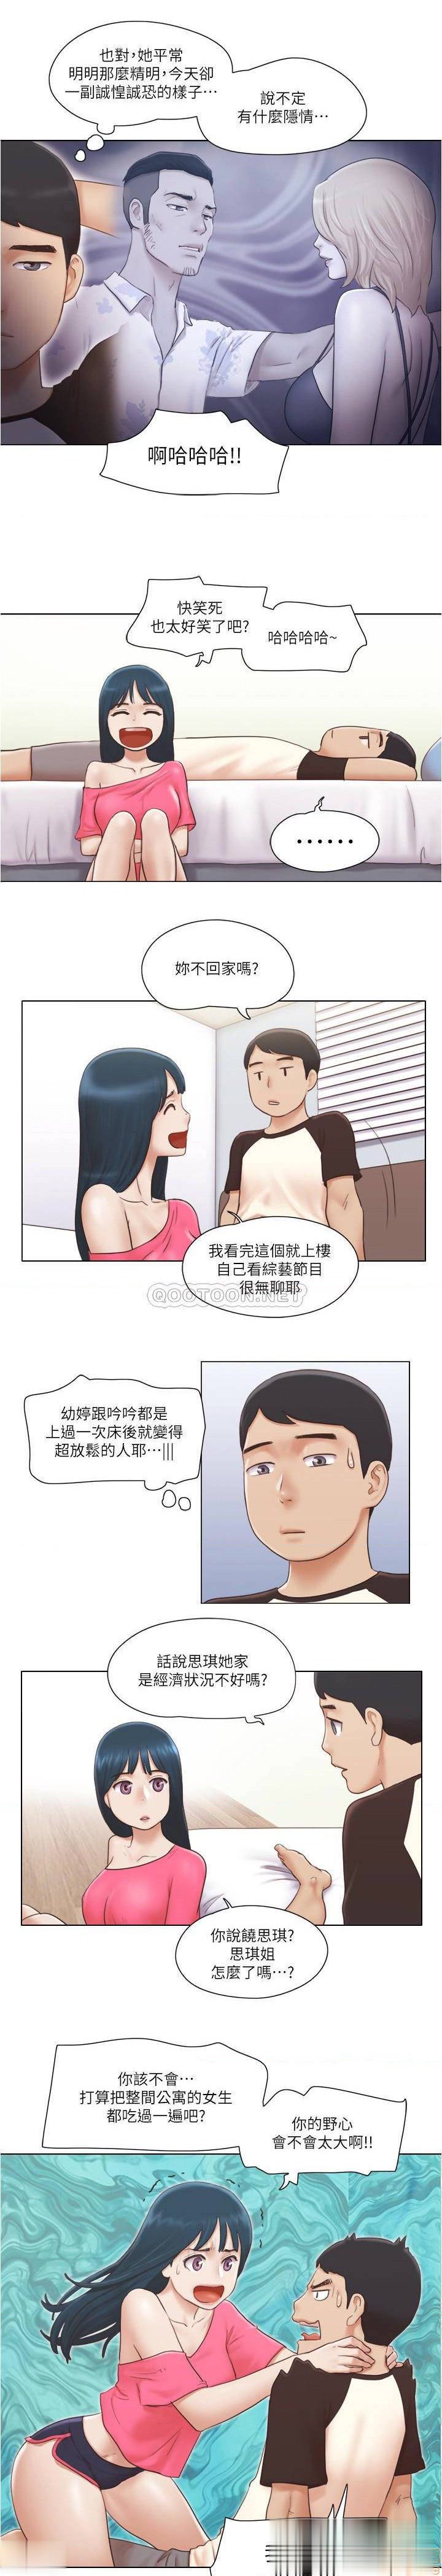 也對，她平常
明明那麼精明，今天卻
一副誠惶誠恐的樣子⋯
說不定
有什麼隱情⋯
啊哈哈哈!!
快笑死
也太好笑了吧?
哈哈哈哈~
⋯⋯
妳不回家嗎?
我看完這個就上樓
自己看綜藝節目
很無聊耶
QOOTOON.NET
幼婷跟吟吟都是
上過一次床後就變得
超放鬆的人耶⋯|||
話說思琪她家
是經濟狀況不好嗎?
你說饒思琪?
思琪姐
怎麼了嗎⋯?
你該不會⋯
打算把整間公寓的女生
都吃過一遍吧?
你的野心
會不會太大啊!!